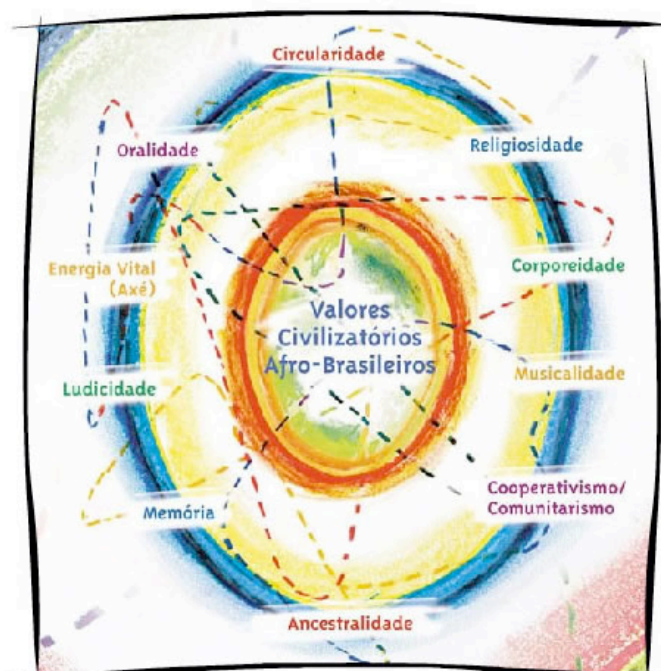 Circularidade
Oralidade
Religiosidade
Energia Vital
(Axé)
Corporeidade
Valores
Civilizatórios
Afro-Brasileiros
Ludicidade
Musicalidade
Memória
Cooperativismo/
Comunitarismo
Ancestralidade